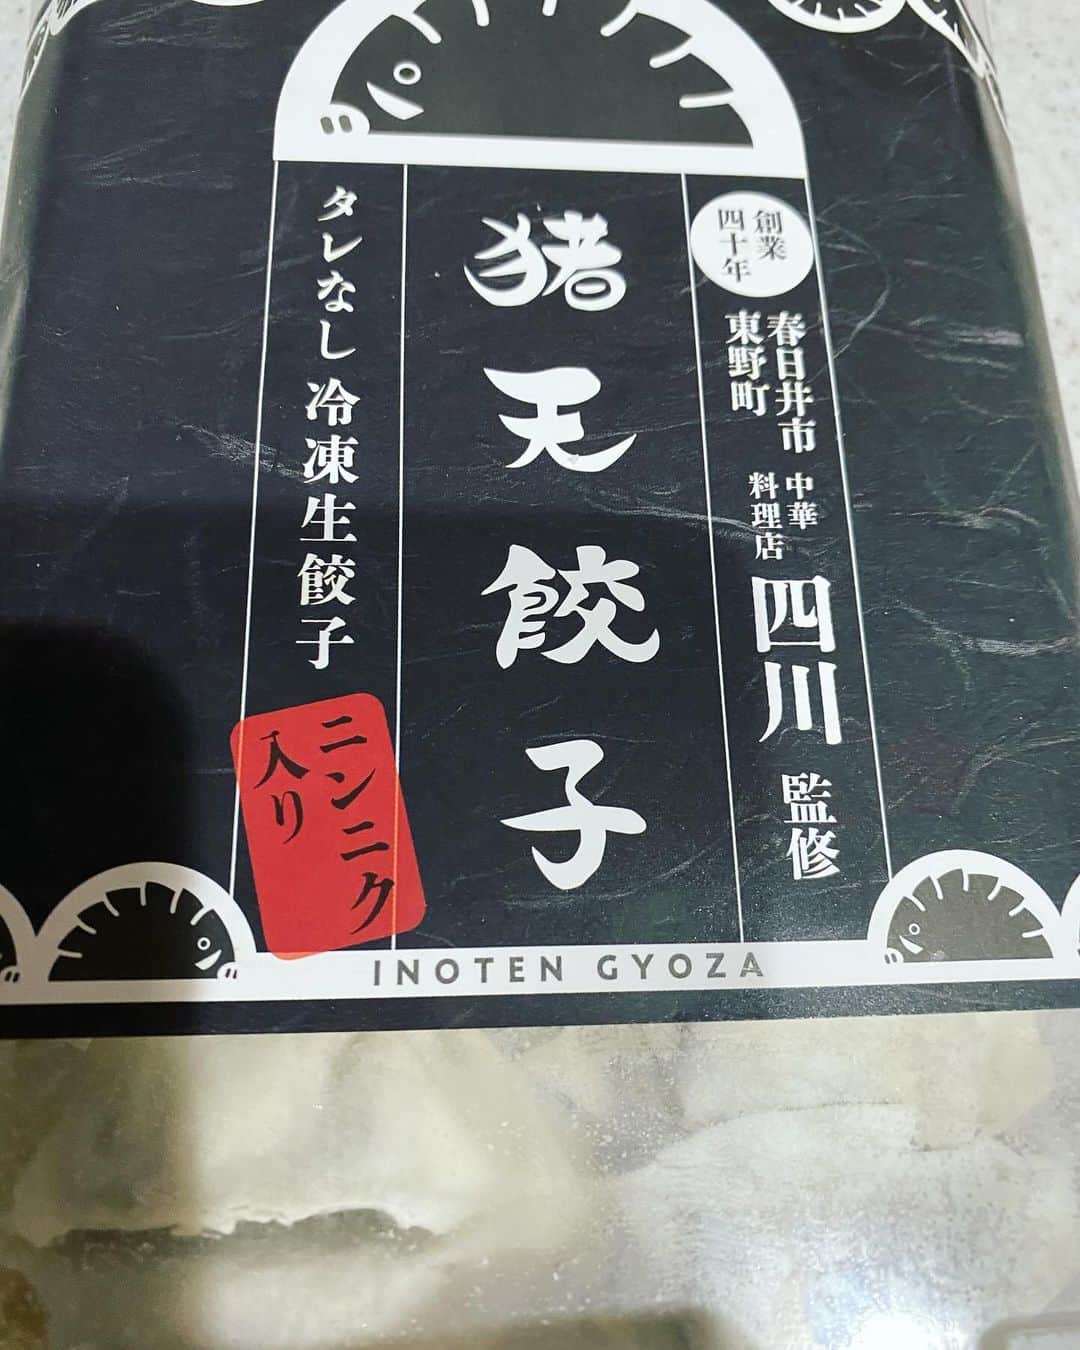 創業
四十年
春日井市
東野町
中華
料理店
四川
監修
猪天餃子
タレなし 冷凍生餃子
ニンニク
入り
INOTEN GYOZA